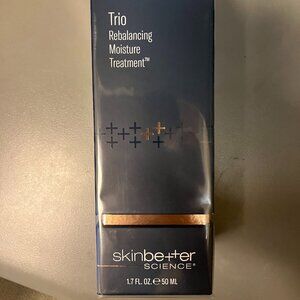 Trio
Rebalancing
Moisture
Treatment™
skinbetter
SCIENCE®
1.7 FL. OZ. ℮ 50 ML